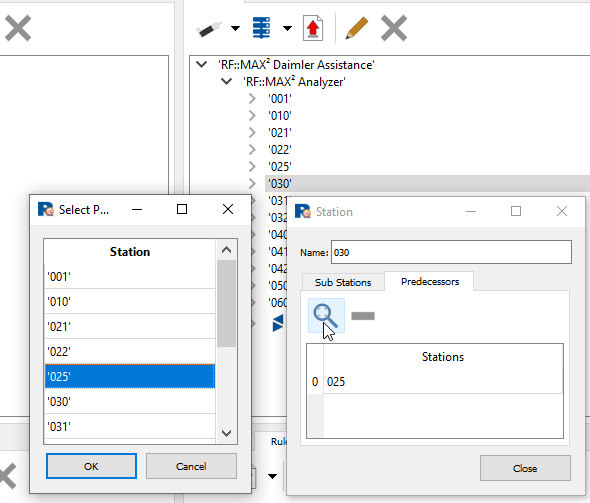 'RF::MAX² Daimler Assistance'
'RF::MAX² Analyzer'
'001'
'010'
'021'
'022'
'025'
'030'
'031
'032
'040
'041
'042
'050
'060
Select P...
Station
'001'
'010'
'021'
'022'
'025'
'030'
'031'
OK
Cancel
Station
Name:
030
Sub Stations
Predecessors
Stations
0
025
Close